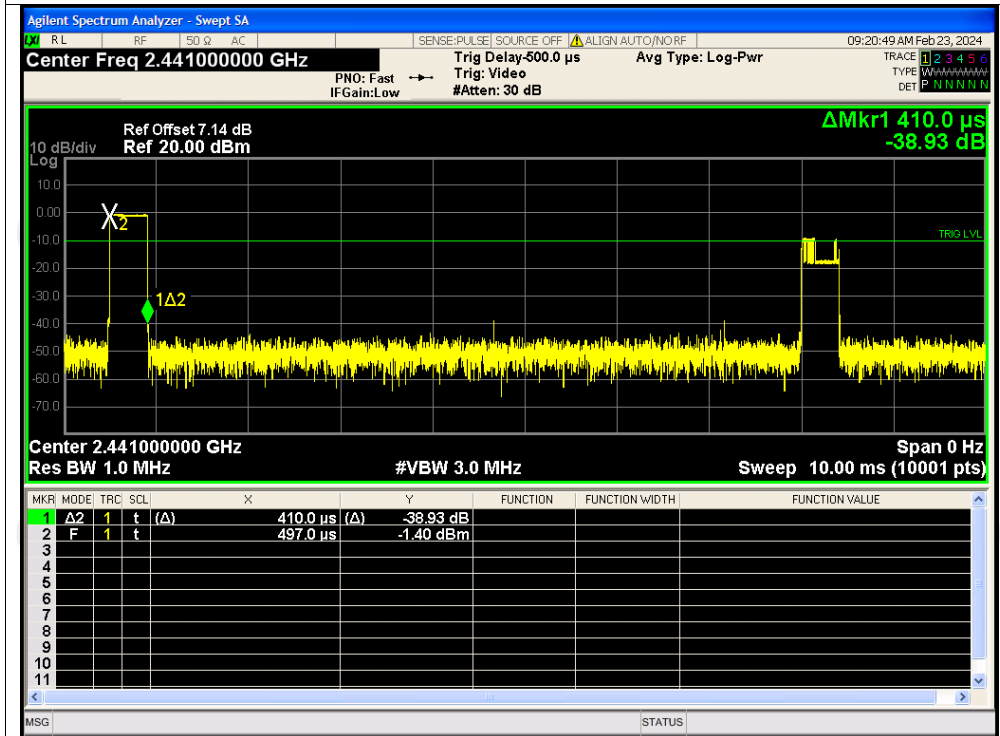 Agilent Spectrum Analyzer - Swept SA
LXI RL RF 50 Ω AC SENSE:PULSE SOURCE OFF ALIGN AUTO/NO RF 09:20:49 AM Feb 23, 2024
Center Freq 2.441000000 GHz
PNO: Fast
IFGain:Low
Trig Delay-500.0 µs
Trig: Video
#Atten: 30 dB
Avg Type: Log-Pwr
TRACE 1 2 3 4 5 6
TYPE WWWWWW
DET P N N N N N
ΔMkr1 410.0 µs
-38.93 dB
Ref Offset 7.14 dB
10 dB/div Ref 20.00 dBm
Log
10.0
0.00
-10.0
-20.0
-30.0
-40.0
-50.0
-60.0
-70.0
2
1Δ2
TRIG LVL
Center 2.441000000 GHz Span 0 Hz
Res BW 1.0 MHz #VBW 3.0 MHz Sweep 10.00 ms (10001 pts)
MKR MODE TRC SCL X Y FUNCTION FUNCTION WIDTH FUNCTION VALUE
1 Δ2 1 t (Δ) 410.0 µs (Δ) -38.93 dB
2 F 1 t 497.0 µs -1.40 dBm
3
4
5
6
7
8
9
10
11
MSG STATUS